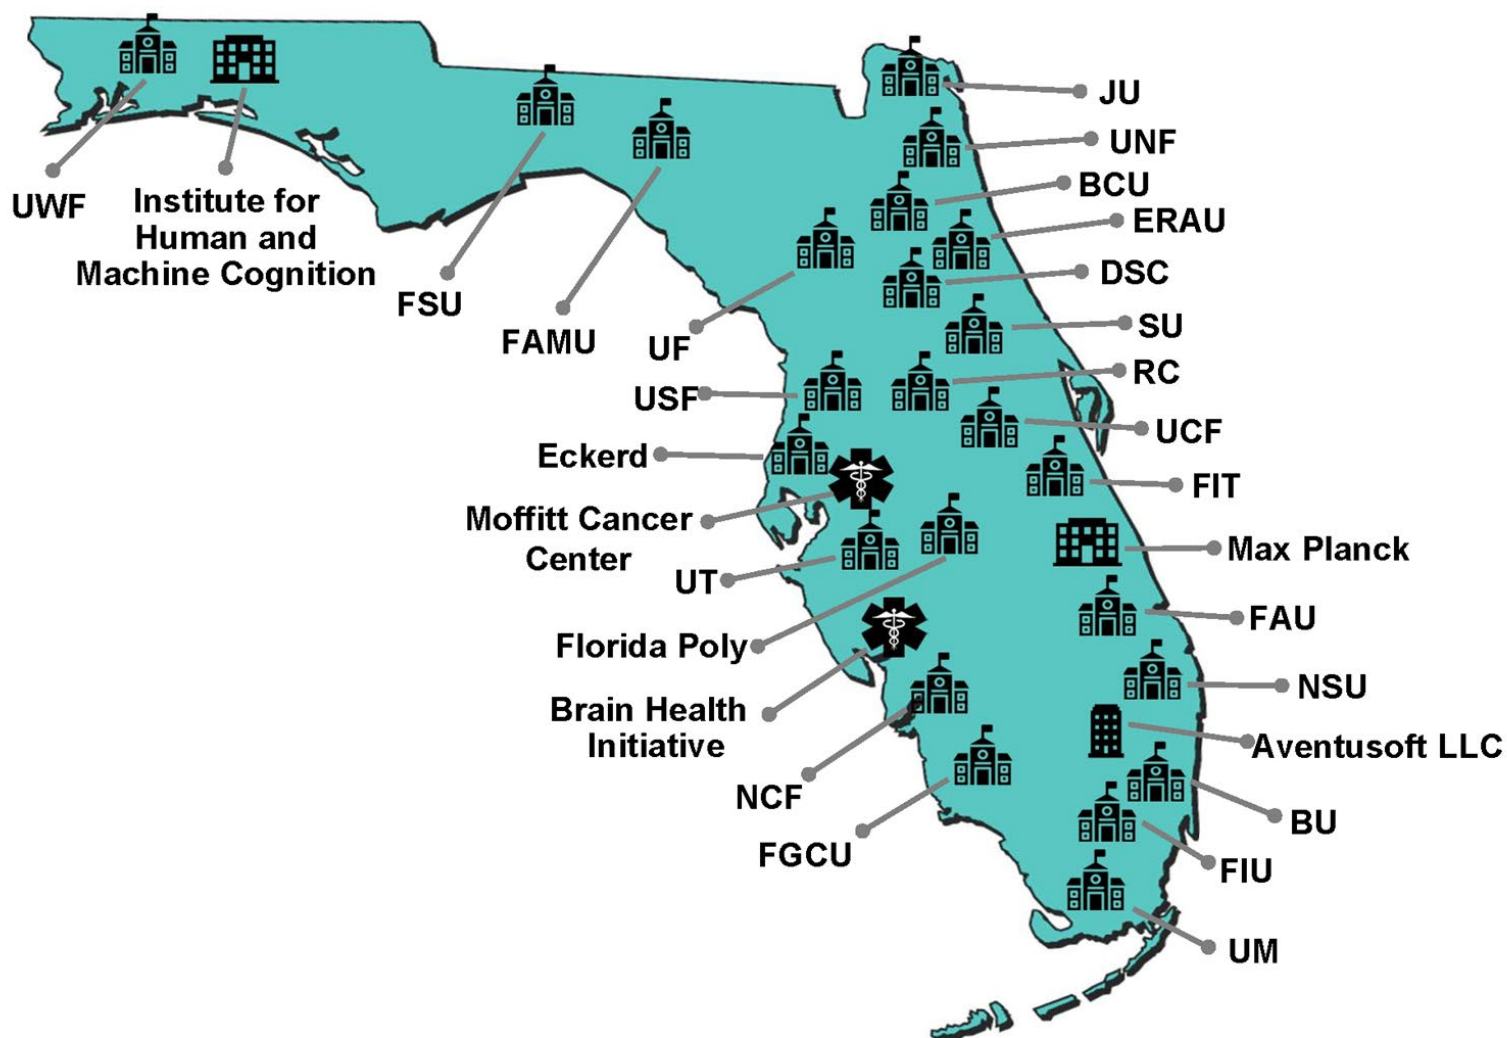 JU
UNF
BCU
UWF
Institute for
Human and
Machine Cognition
ERAU
DSC
FSU
SU
FAMU
UF
RC
USF
UCF
Eckerd
FIT
Moffitt Cancer
Center
Max Planck
UT
FAU
Florida Poly
NSU
Brain Health
Initiative
Aventusoft LLC
NCF
BU
FGCU
FIU
UM